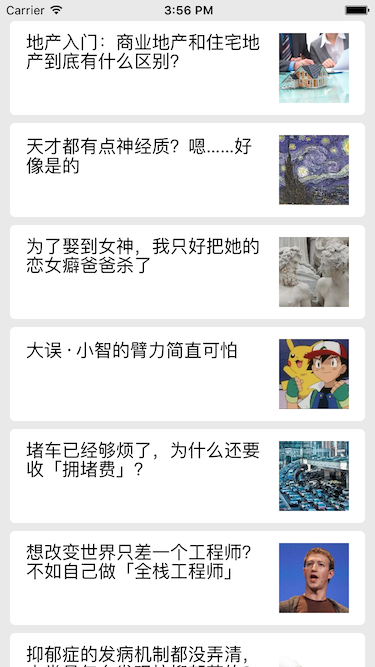 Carrier
3:56 PM
地产入门：商业地产和住宅地
产到底有什么区别？
天才都有点神经质？嗯……好
像是的
为了娶到女神，我只好把她的
恋女癖爸爸杀了
大误 · 小智的臂力简直可怕
堵车已经够烦了，为什么还要
收「拥堵费」？
想改变世界只差一个工程师？
不如自己做「全栈工程师」
抑郁症的发病机制都没弄清，